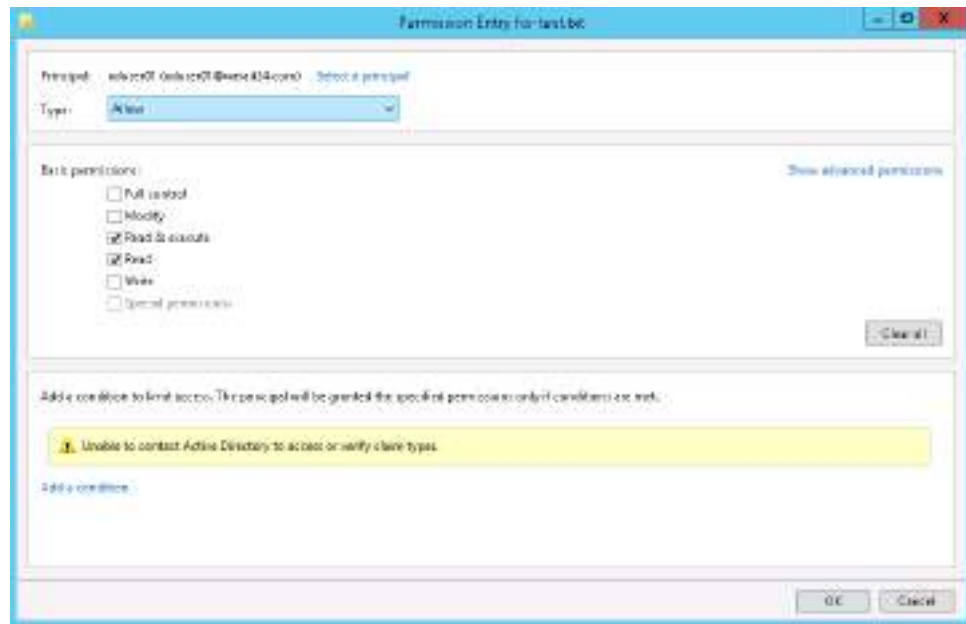 Permission Entry for test.txt
Principal: Select a principal
Type: Allow
Basic permissions:
Show advanced permissions
Full control
Modify
Read & execute
Read
Write
Special permissions
Clear all
Add a condition to limit access. The principal will be granted the specified permissions only if conditions are met.
Unable to contact Active Directory to access or verify claim types.
Add a condition
OK
Cancel